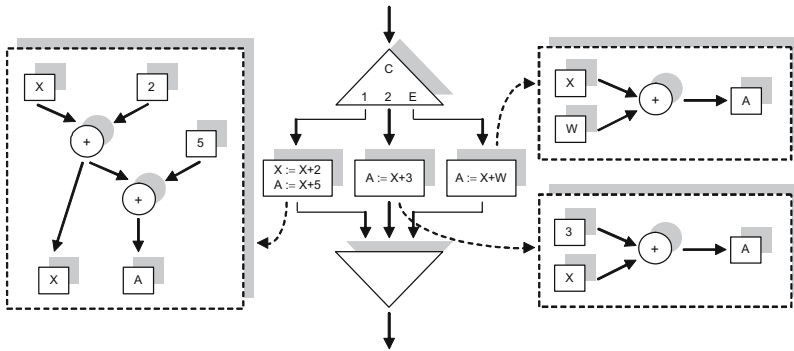 X
2
+
5
+
X
A
C
1 2 E
X := X+2
A := X+5
A := X+3
A := X+W
X
W
+
A
3
X
+
A